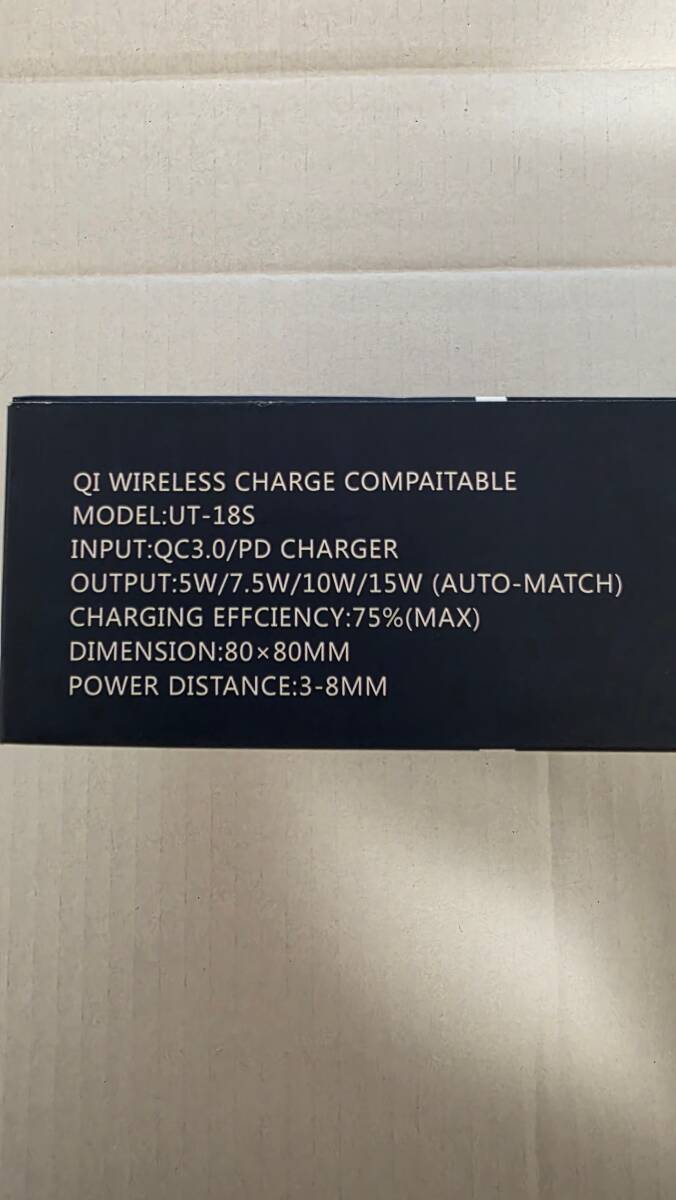 QI WIRELESS CHARGE COMPAITABLE
MODEL:UT-18S
INPUT:QC3.0/PD CHARGER
OUTPUT:5W/7.5W/10W/15W (AUTO-MATCH)
CHARGING EFFCIENCY:75%(MAX)
DIMENSION:80×80MM
POWER DISTANCE:3-8MM